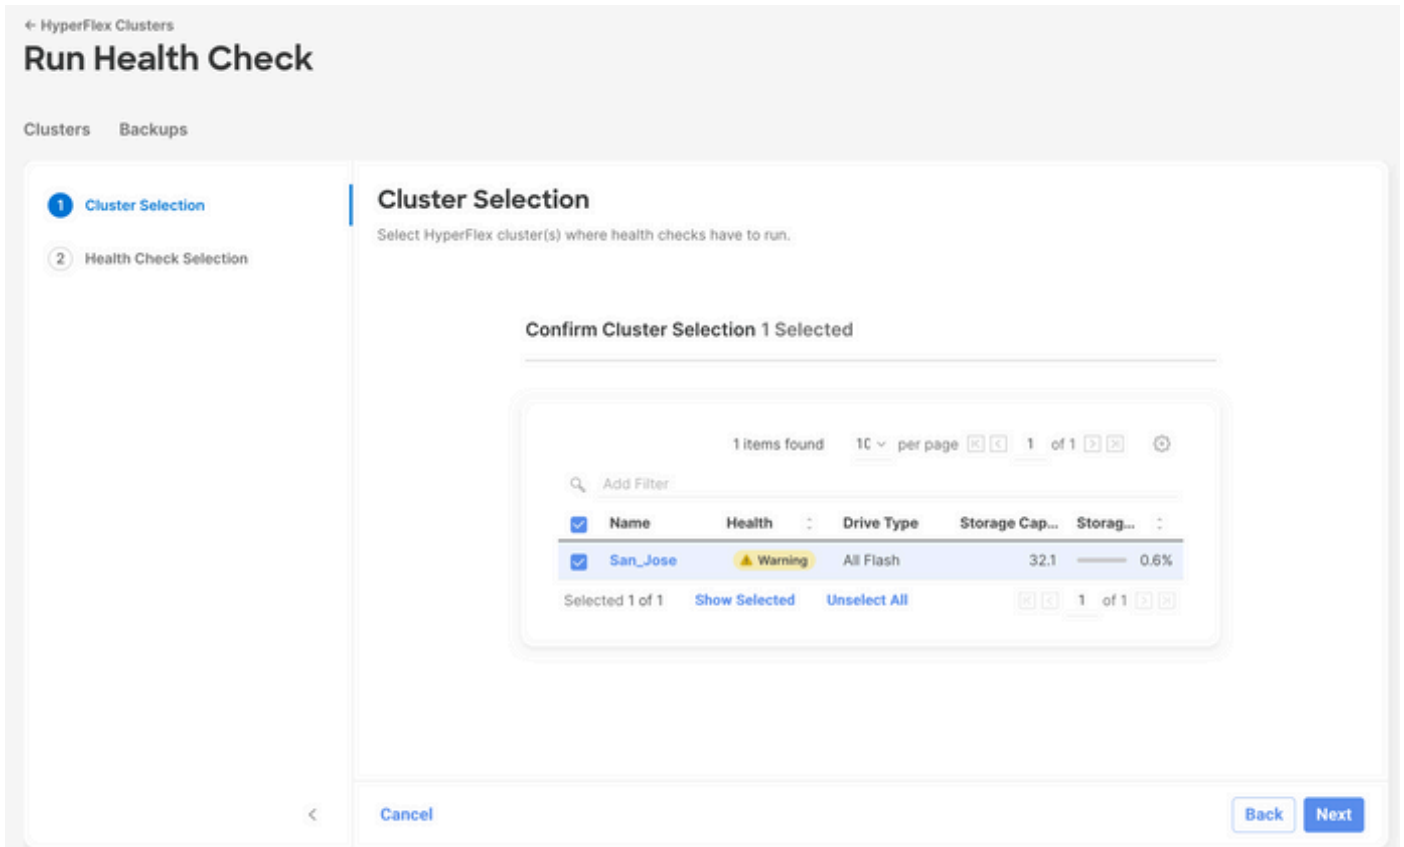 ← HyperFlex Clusters
Run Health Check
Clusters Backups
1 Cluster Selection
2 Health Check Selection
Cluster Selection
Select HyperFlex cluster(s) where health checks have to run.
Confirm Cluster Selection 1 Selected
1 items found 10 per page 1 of 1
Add Filter
Name Health Drive Type Storage Cap... Storag...
San_Jose Warning All Flash 32.1 0.6%
Selected 1 of 1 Show Selected Unselect All 1 of 1
Cancel Back Next